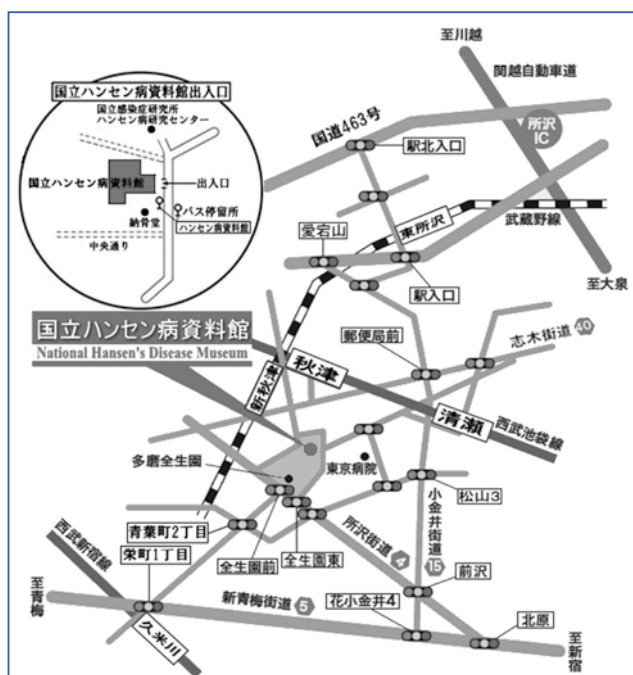 至川越
関越自動車道
国立ハンセン病資料館出入口
国立感染症研究所
ハンセン病研究センター
国道463号
所沢
IC
駅北入口
国立ハンセン病資料館
出入口
バス停留所
ハンセン病資料館
納骨堂
中央通り
愛宕山
東所沢
武蔵野線
駅入口
至大泉
国立ハンセン病資料館
National Hansen's Disease Museum
郵便局前
志木街道 40
新秋津
秋津
清瀬
西武池袋線
多磨全生園
東京病院
松山3
小金井街道
15
青葉町2丁目
全生園前
全生園東
所沢街道 4
西武新宿線
栄町1丁目
前沢
至青梅
新青梅街道 5
花小金井4
北原
久米川
至新宿